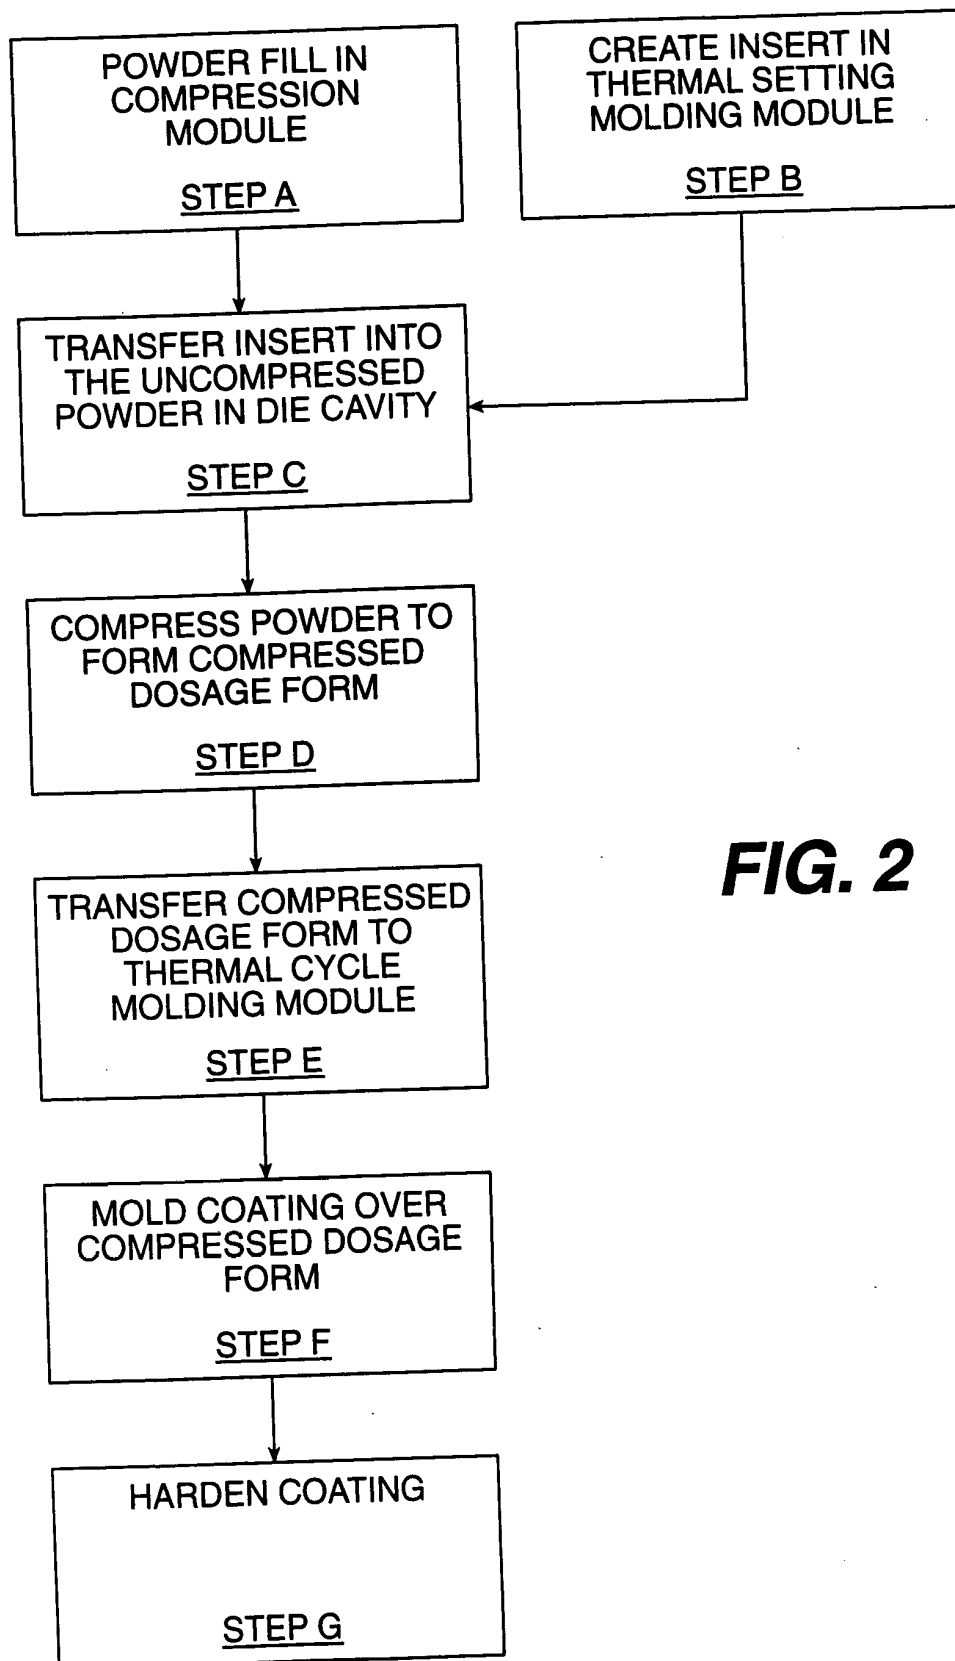 POWDER FILL IN
COMPRESSION
MODULE
STEP A
CREATE INSERT IN
THERMAL SETTING
MOLDING MODULE
STEP B
TRANSFER INSERT INTO
THE UNCOMPRESSED
POWDER IN DIE CAVITY
STEP C
COMPRESS POWDER TO
FORM COMPRESSED
DOSAGE FORM
STEP D
FIG. 2
TRANSFER COMPRESSED
DOSAGE FORM TO
THERMAL CYCLE
MOLDING MODULE
STEP E
MOLD COATING OVER
COMPRESSED DOSAGE
FORM
STEP F
HARDEN COATING
STEP G